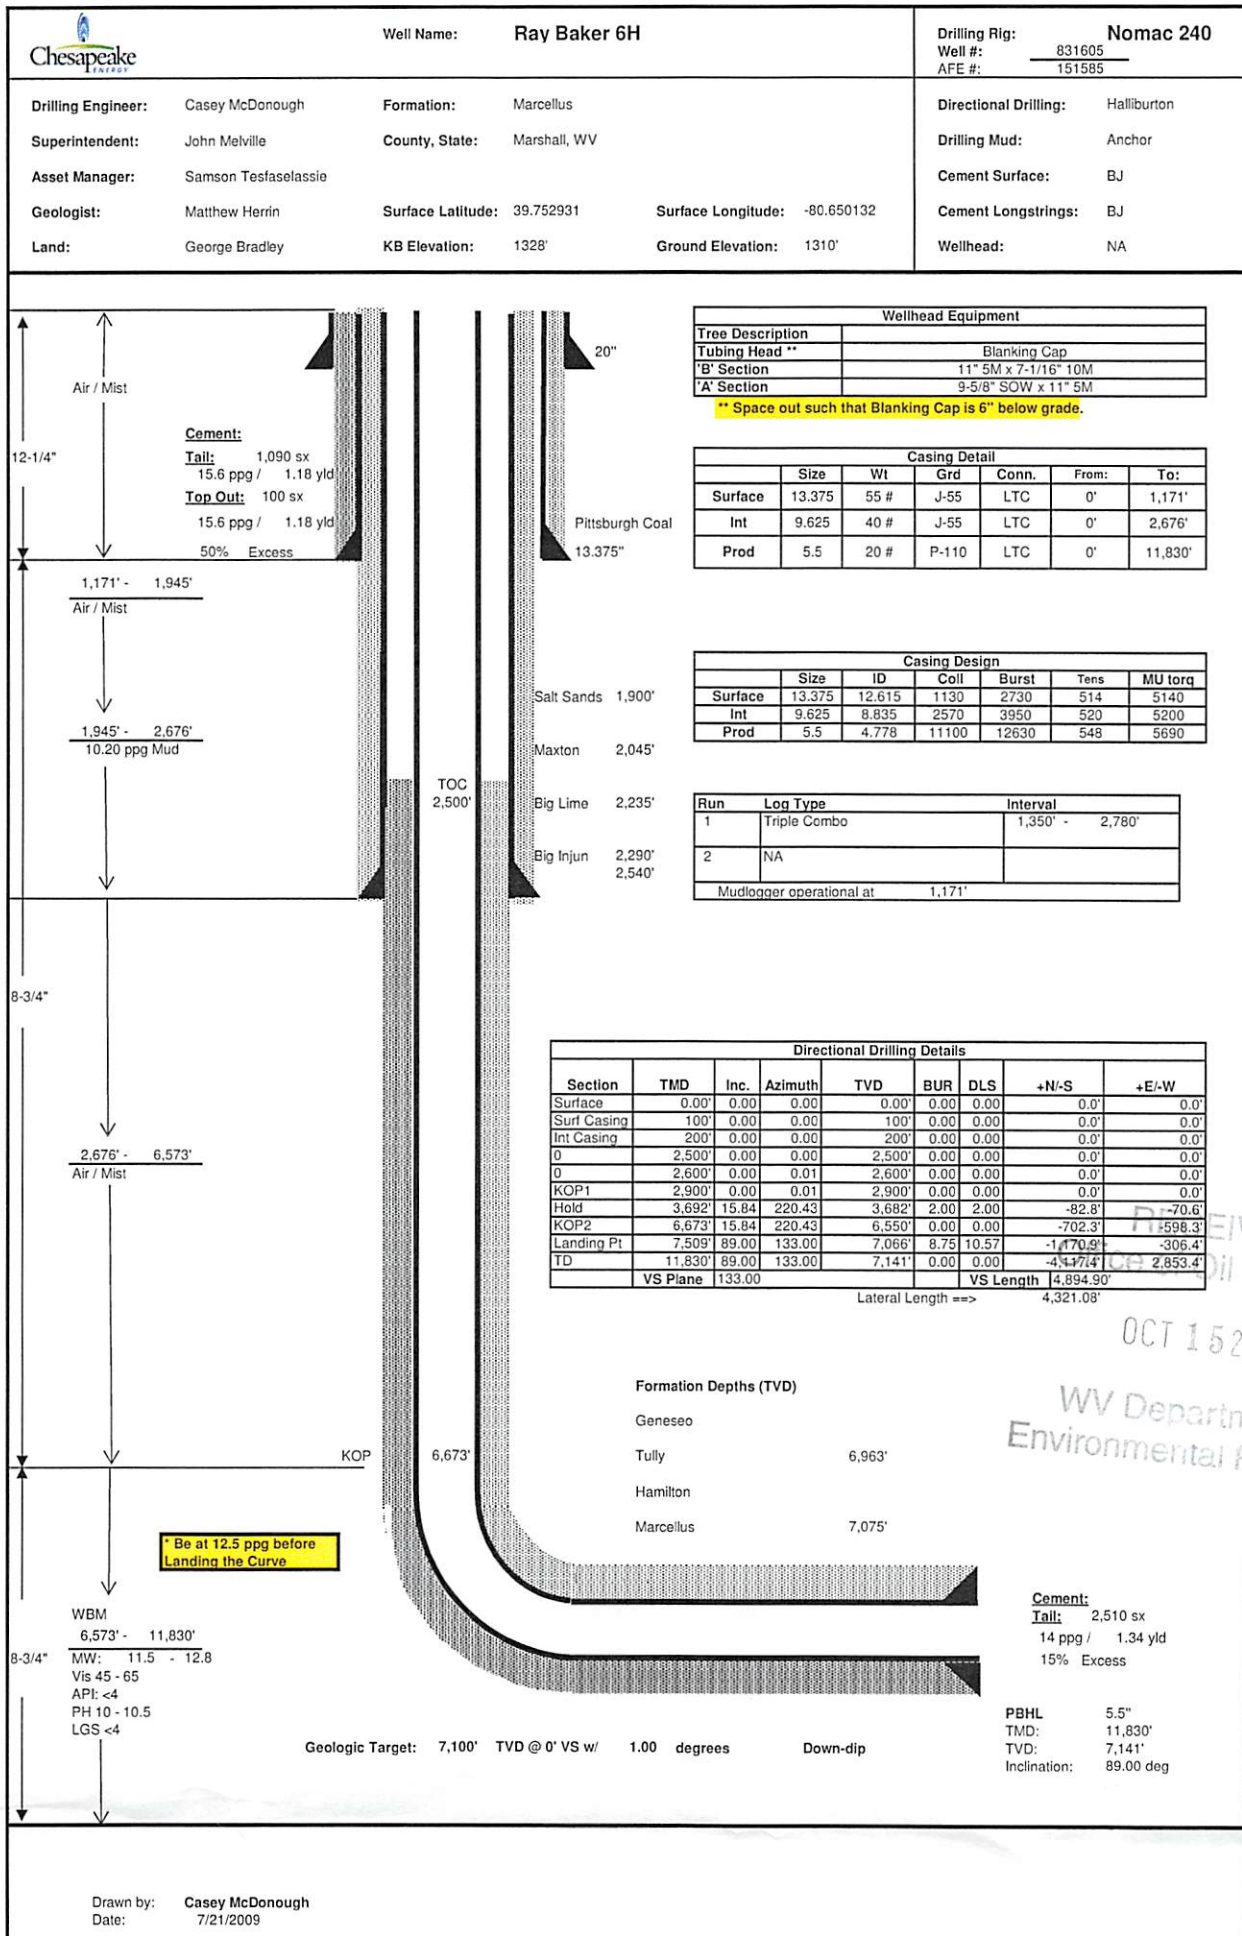 Chesapeake
ENERGY
Well Name: Ray Baker 6H
Drilling Rig: Nomac 240
Well #: 831605
AFE #: 151585
Drilling Engineer: Casey McDonough Formation: Marcellus Directional Drilling: Halliburton
Superintendent: John Melville County, State: Marshall, WV Drilling Mud: Anchor
Asset Manager: Samson Tesfaselassie Cement Surface: BJ
Geologist: Matthew Herrin Surface Latitude: 39.752931 Surface Longitude: -80.650132 Cement Longstrings: BJ
Land: George Bradley KB Elevation: 1328' Ground Elevation: 1310' Wellhead: NA
Air / Mist
12-1/4"
Cement:
Tail: 1,090 sx
15.6 ppg / 1.18 yld
Top Out: 100 sx
15.6 ppg / 1.18 yld
50% Excess
20"
Pittsburgh Coal
13.375"
Wellhead Equipment
Tree Description
Tubing Head ** Blanking Cap
'B' Section 11" 5M x 7-1/16" 10M
'A' Section 9-5/8" SOW x 11" 5M
** Space out such that Blanking Cap is 6" below grade.
Casing Detail
Size Wt Grd Conn. From: To:
Surface 13.375 55 # J-55 LTC 0' 1,171'
Int 9.625 40 # J-55 LTC 0' 2,676'
Prod 5.5 20 # P-110 LTC 0' 11,830'
1,171' - 1,945'
Air / Mist
1,945' - 2,676'
10.20 ppg Mud
Salt Sands 1,900'
Maxton 2,045'
TOC
2,500'
Big Lime 2,235'
Big Injun 2,290'
2,540'
Casing Design
Size ID Coll Burst Tens MU torq
Surface 13.375 12.615 1130 2730 514 5140
Int 9.625 8.835 2570 3950 520 5200
Prod 5.5 4.778 11100 12630 548 5690
Run Log Type Interval
1 Triple Combo 1,350' - 2,780'
2 NA
Mudlogger operational at 1,171'
8-3/4"
2,676' - 6,573'
Air / Mist
Directional Drilling Details
Section TMD Inc. Azimuth TVD BUR DLS +N/-S +E/-W
Surface 0.00' 0.00 0.00 0.00' 0.00 0.00 0.0' 0.0'
Surf Casing 100' 0.00 0.00 100' 0.00 0.00 0.0' 0.0'
Int Casing 200' 0.00 0.00 200' 0.00 0.00 0.0' 0.0'
0 2,500' 0.00 0.00 2,500' 0.00 0.00 0.0' 0.0'
0 2,600' 0.00 0.01 2,600' 0.00 0.00 0.0' 0.0'
KOP1 2,900' 0.00 0.01 2,900' 0.00 0.00 0.0' 0.0'
Hold 3,692' 15.84 220.43 3,682' 2.00 2.00 -82.8' -70.6'
KOP2 6,673' 15.84 220.43 6,550' 0.00 0.00 -702.3' -598.3'
Landing Pt 7,509' 89.00 133.00 7,066' 8.75 10.57 -1,170.9' -306.4'
TD 11,830' 89.00 133.00 7,141' 0.00 0.00 -4,117.4' 2,853.4'
VS Plane 133.00 VS Length 4,894.90'
Lateral Length ==> 4,321.08'
Office Oil
OCT 15 2
WV Departm
Environmental
Formation Depths (TVD)
Geneseo
Tully 6,963'
Hamilton
Marcellus 7,075'
KOP 6,673'
* Be at 12.5 ppg before
Landing the Curve
WBM
6,573' - 11,830'
8-3/4"
MW: 11.5 - 12.8
Vis 45 - 65
API: <4
PH 10 - 10.5
LGS <4
Cement:
Tail: 2,510 sx
14 ppg / 1.34 yld
15% Excess
PBHL 5.5"
TMD: 11,830'
TVD: 7,141'
Inclination: 89.00 deg
Geologic Target: 7,100' TVD @ 0' VS w/ 1.00 degrees Down-dip
Drawn by: Casey McDonough
Date: 7/21/2009